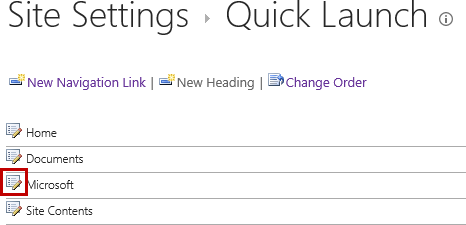 Site Settings ▸ Quick Launch
New Navigation Link | New Heading | Change Order
Home
Documents
Microsoft
Site Contents